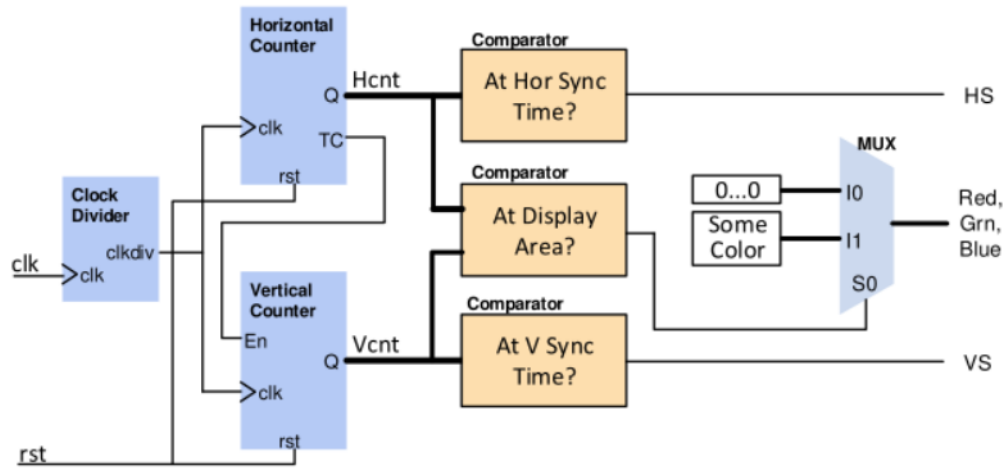 Horizontal
Counter
Q
clk
TC
rst
Hcnt
Comparator
At Hor Sync
Time?
HS
Clock
Divider
clkdiv
clk
clk
Comparator
At Display
Area?
MUX
0...0
I0
Some
Color
I1
S0
Red,
Grn,
Blue
Vertical
Counter
En
Q
clk
rst
Vcnt
Comparator
At V Sync
Time?
VS
rst